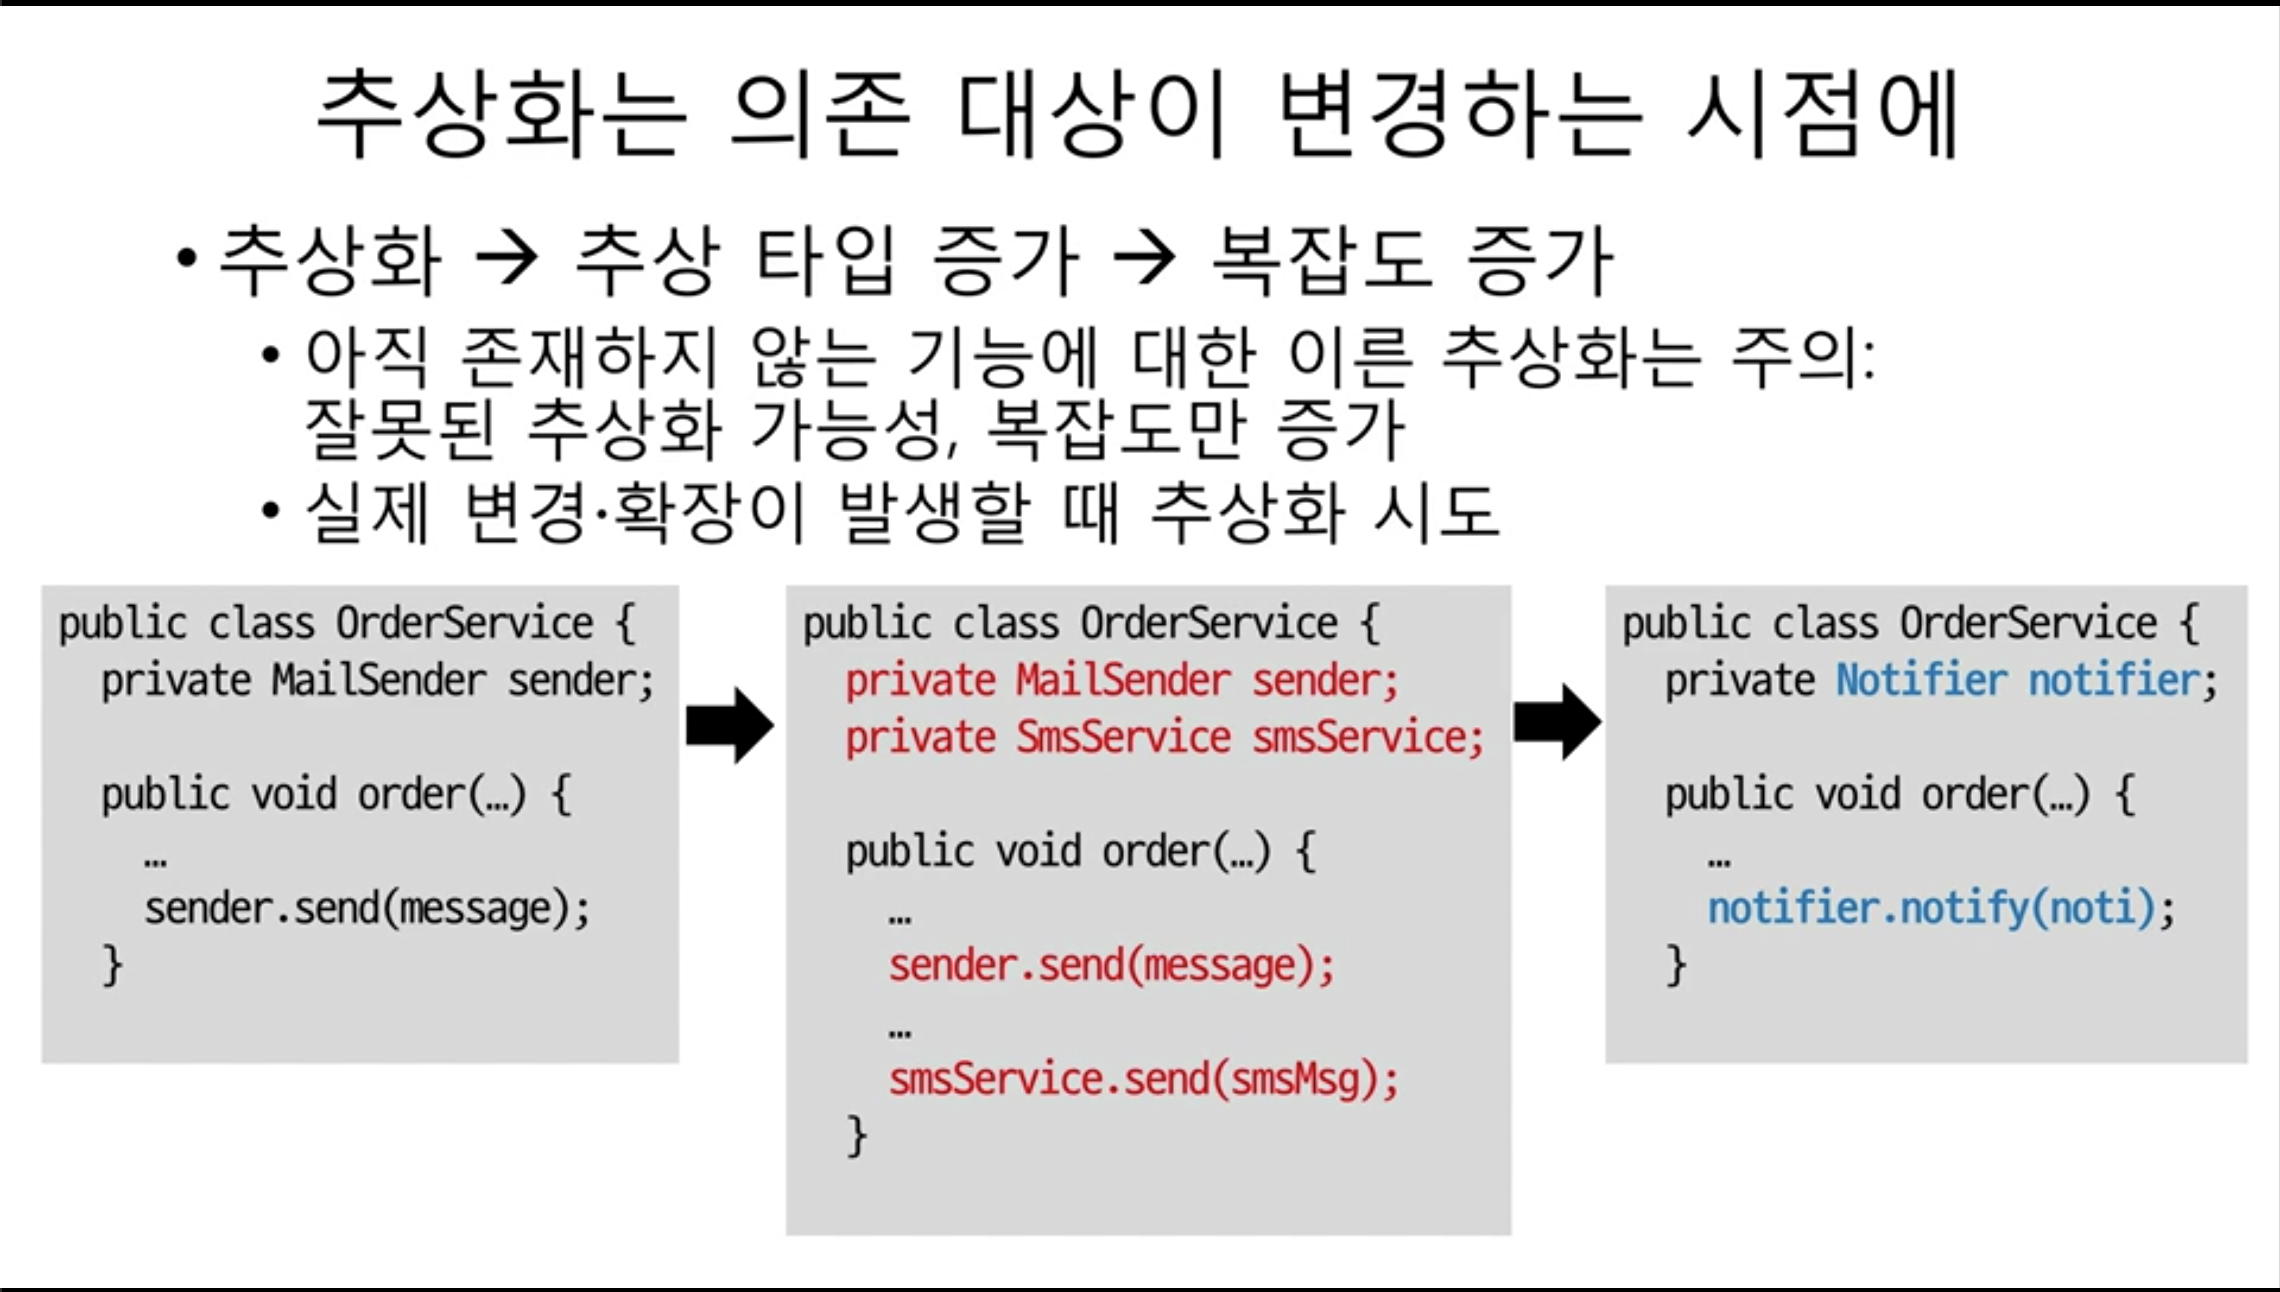 추상화는 의존 대상이 변경하는 시점에
• 추상화 → 추상 타입 증가 → 복잡도 증가
• 아직 존재하지 않는 기능에 대한 이른 추상화는 주의:
잘못된 추상화 가능성, 복잡도만 증가
• 실제 변경·확장이 발생할 때 추상화 시도
public class OrderService {
private MailSender sender;
public void order(…) {
…
sender.send(message);
}
public class OrderService {
private MailSender sender;
private SmsService smsService;
public void order(…) {
…
sender.send(message);
…
smsService.send(smsMsg);
}
public class OrderService {
private Notifier notifier;
public void order(…) {
…
notifier.notify(noti);
}